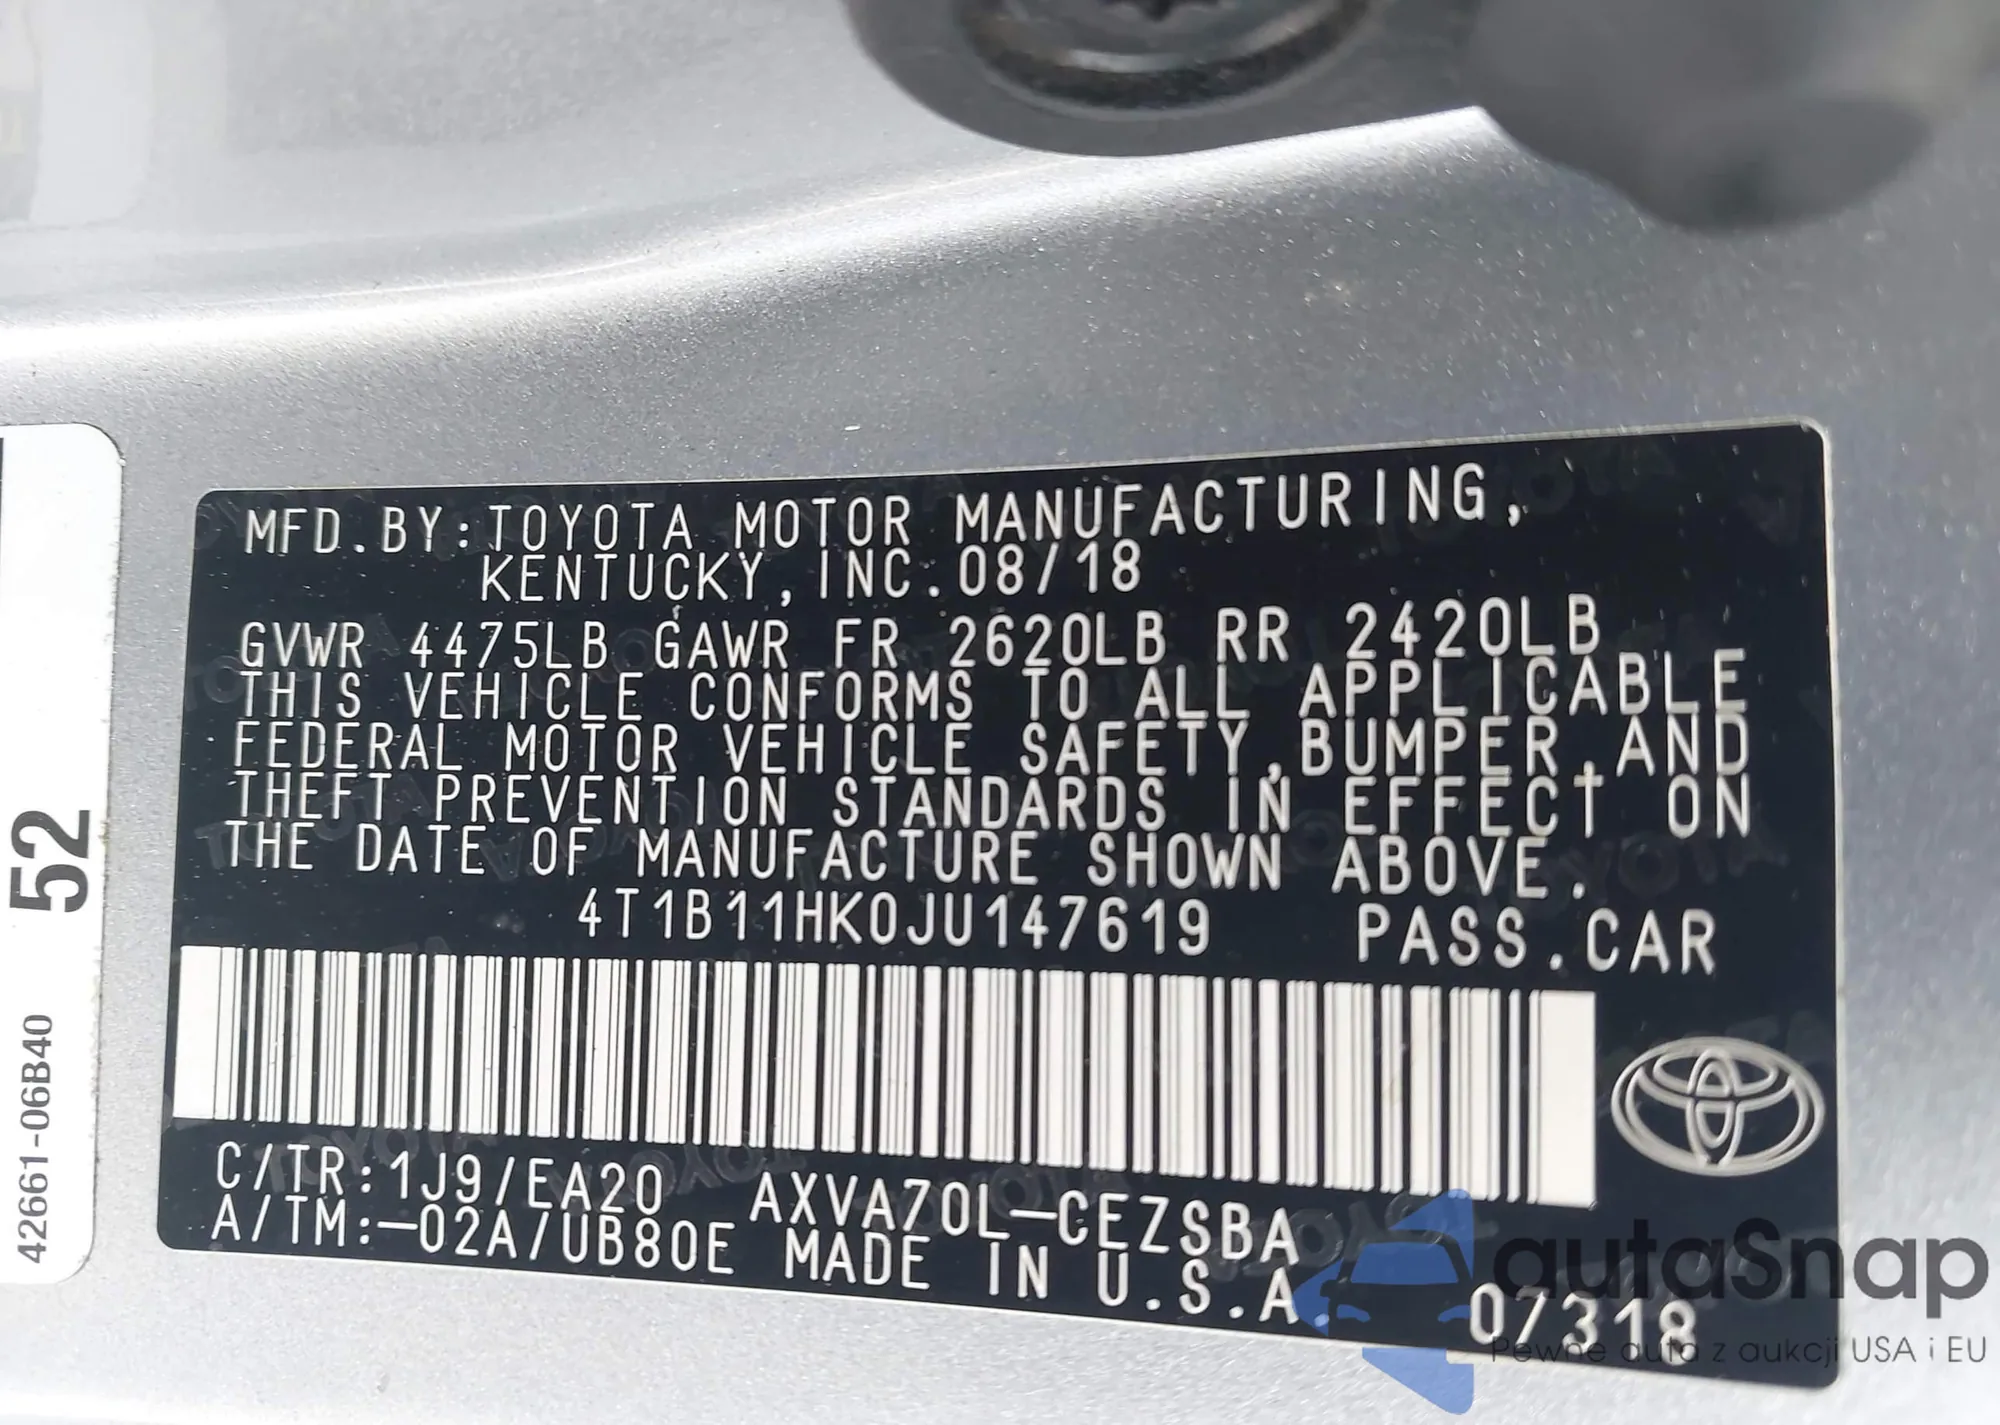 MFD.BY:TOYOTA MOTOR MANUFACTURING,
KENTUCKY, INC.08/18
GVWR 4475LB GAWR FR 2620LB RR 2420LB
THIS VEHICLE CONFORMS TO ALL APPLICABLE
FEDERAL MOTOR VEHICLE SAFETY,BUMPER,AND
THEFT PREVENTION STANDARDS IN EFFECT ON
THE DATE OF MANUFACTURE SHOWN ABOVE.
4T1B11HK0JU147619 PASS.CAR
C/TR:1J9/EA20 AXVA70L-CEZSBA
A/TM:-02A/UB80E MADE IN U.S.A.
07318
52
42661-06B40
autaSnap
Pewne auta z aukcji USA i EU